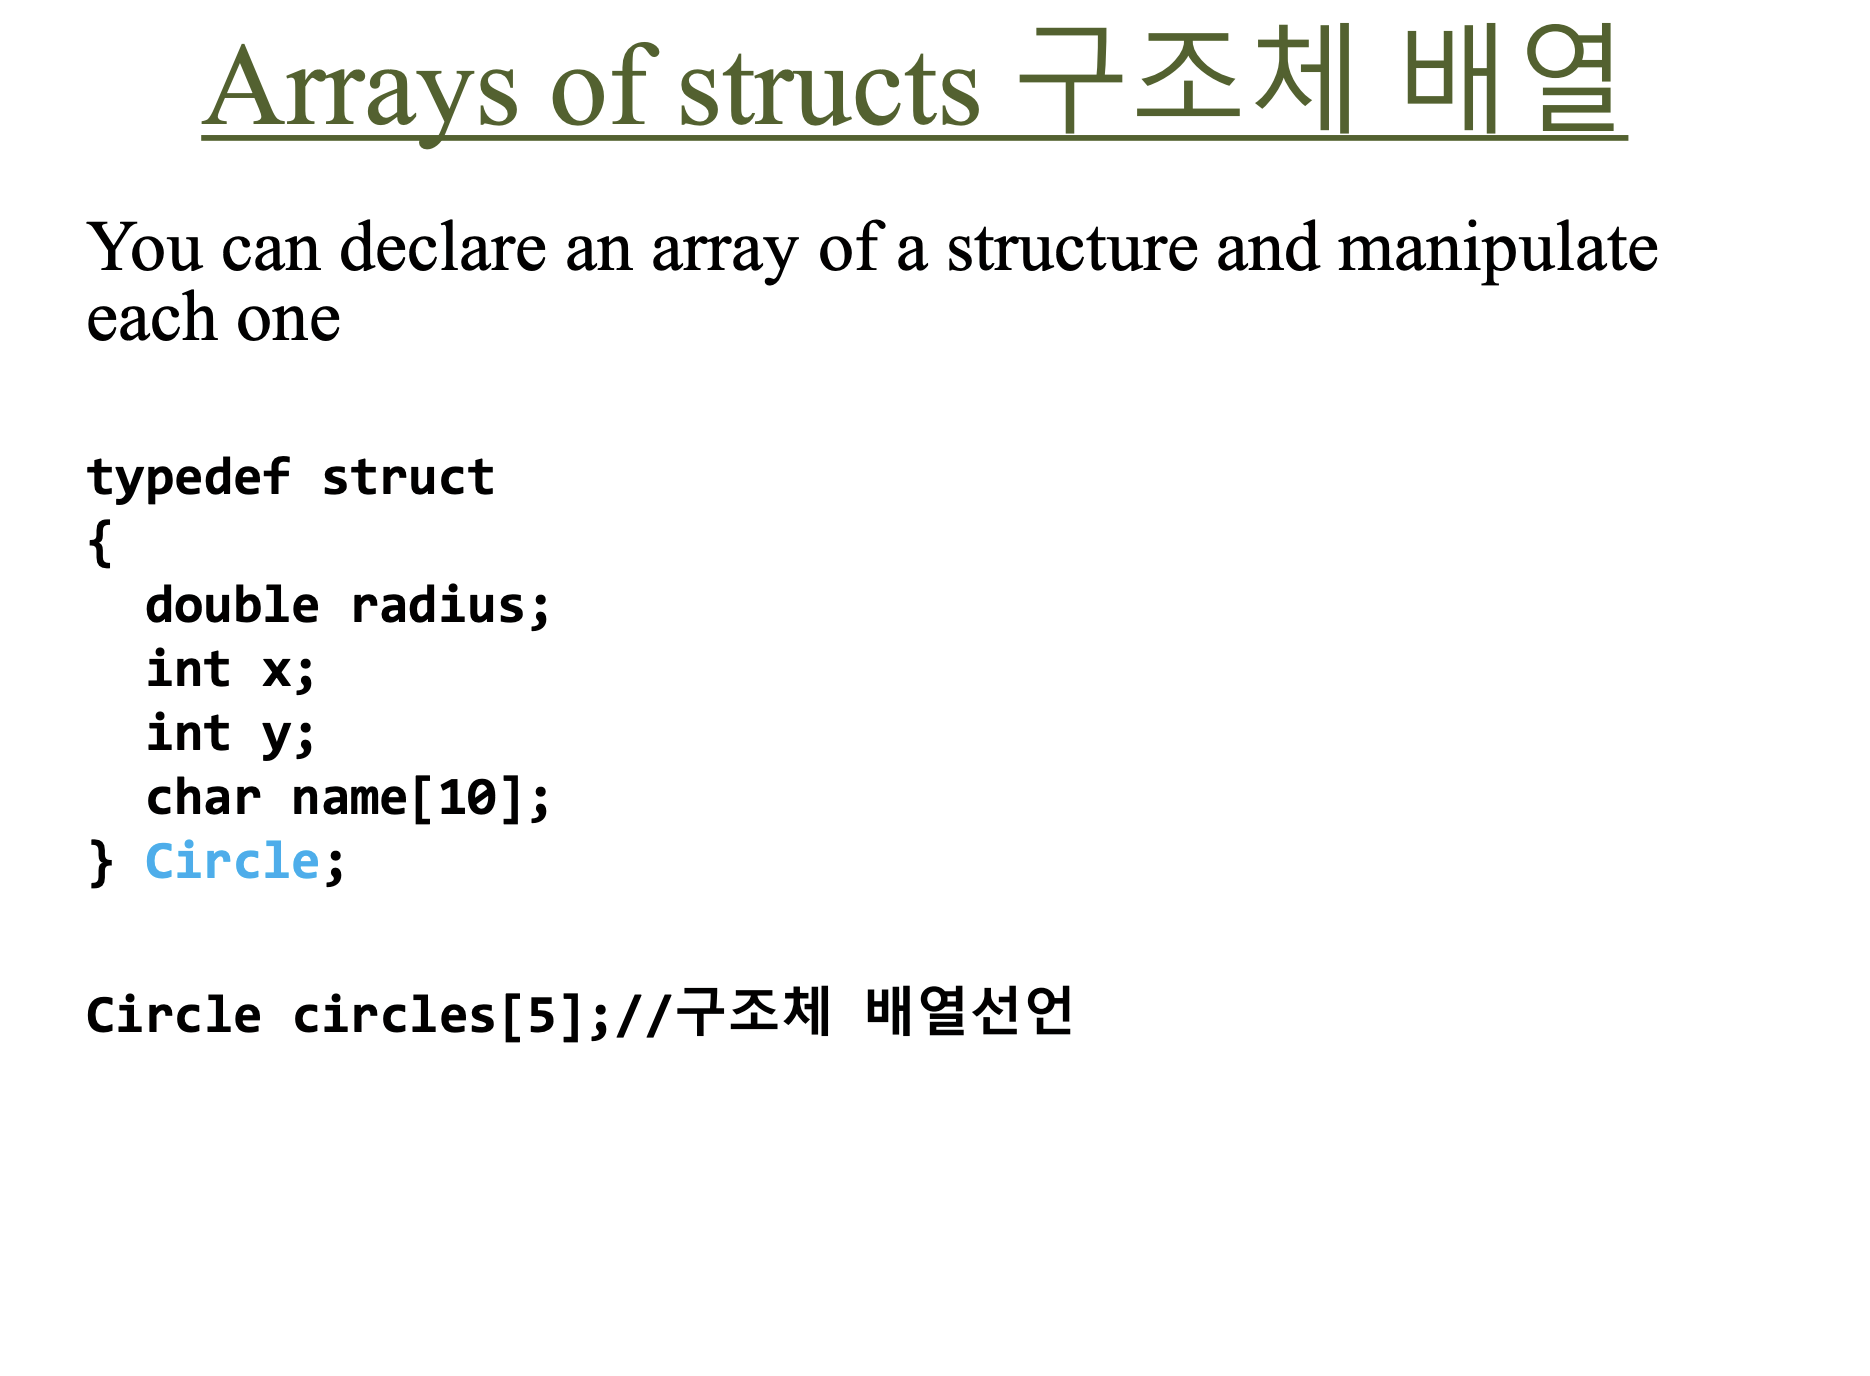 Arrays of structs 구조체 배열
You can declare an array of a structure and manipulate
each one
typedef struct
{
  double radius;
  int x;
  int y;
  char name[10];
} Circle;
Circle circles[5];//구조체 배열선언